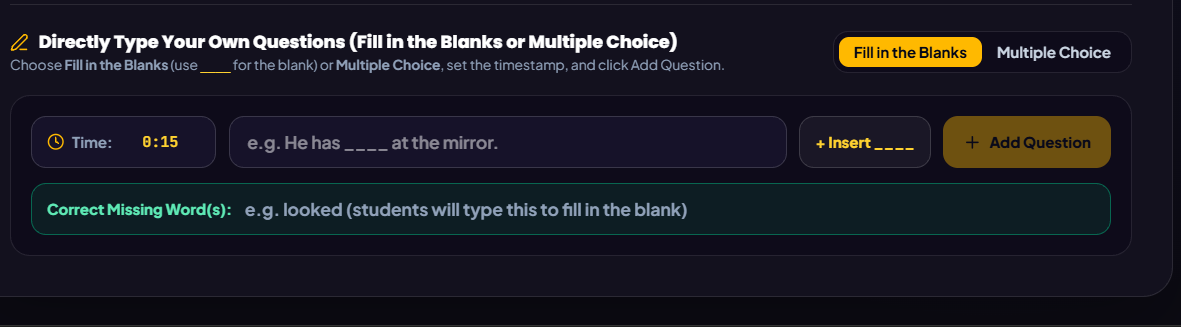 Directly Type Your Own Questions (Fill in the Blanks or Multiple Choice)
Choose Fill in the Blanks (use ____ for the blank) or Multiple Choice, set the timestamp, and click Add Question.
Fill in the Blanks Multiple Choice
Time: 0:15 e.g. He has ____ at the mirror. + Insert ____ + Add Question
Correct Missing Word(s): e.g. looked (students will type this to fill in the blank)